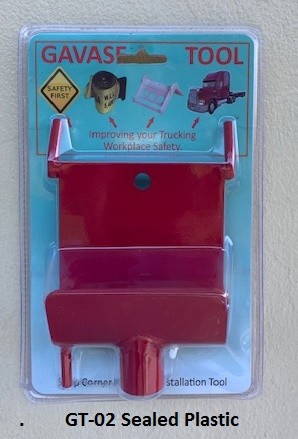 GAVASE TOOL
SAFETY
FIRST
Improving your Trucking
Workplace Safety.
Corner
stallation Tool
. GT-02 Sealed Plastic